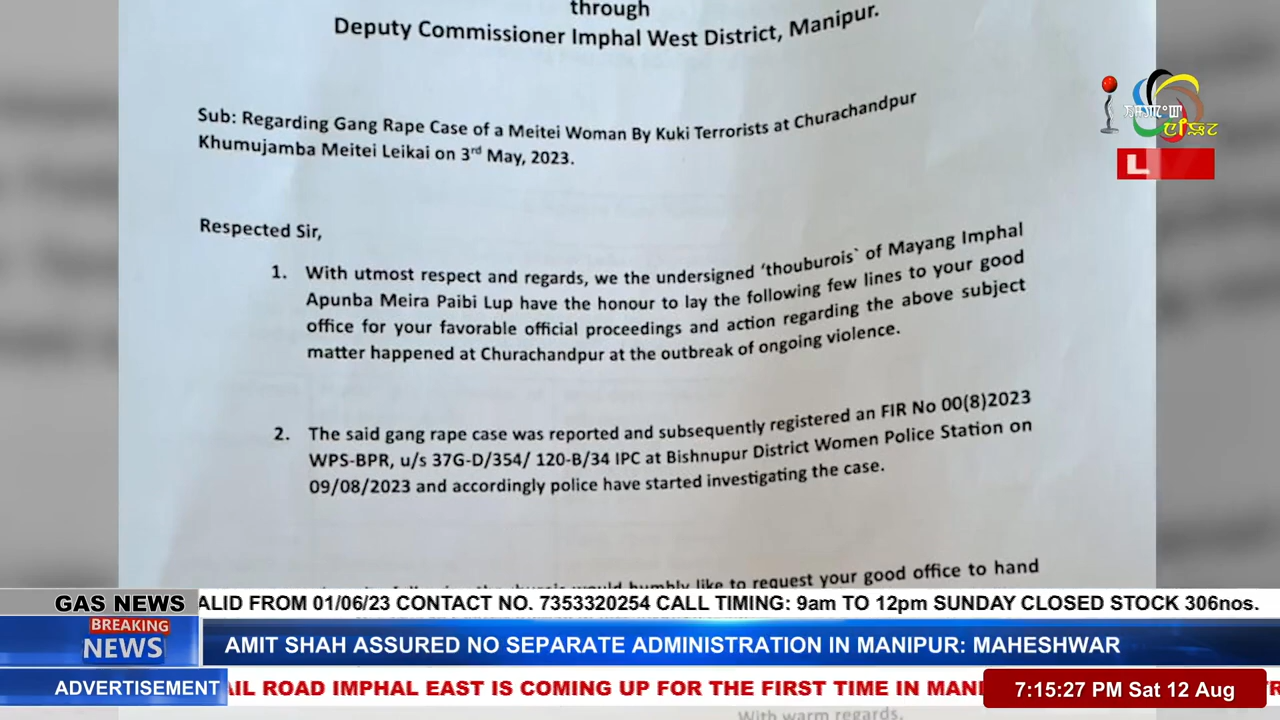 through
Deputy Commissioner Imphal West District, Manipur.
Sub: Regarding Gang Rape Case of a Meitei Woman By Kuki Terrorists at Churachandpur
Khumujamba Meitei Leikai on 3rd May, 2023.
Respected Sir,
1. With utmost respect and regards, we the undersigned ‘thouburois` of Mayang Imphal
Apunba Meira Paibi Lup have the honour to lay the following few lines to your good
office for your favorable official proceedings and action regarding the above subject
matter happened at Churachandpur at the outbreak of ongoing violence.
2. The said gang rape case was reported and subsequently registered an FIR No 00(8)2023
WPS-BPR, u/s 37G-D/354/ 120-B/34 IPC at Bishnupur District Women Police Station on
09/08/2023 and accordingly police have started investigating the case.
would humbly like to request your good office to hand
L
GAS NEWS
ALID FROM 01/06/23 CONTACT NO. 7353320254 CALL TIMING: 9am TO 12pm SUNDAY CLOSED STOCK 306nos.
BREAKING
NEWS
AMIT SHAH ASSURED NO SEPARATE ADMINISTRATION IN MANIPUR: MAHESHWAR
ADVERTISEMENT
AIL ROAD IMPHAL EAST IS COMING UP FOR THE FIRST TIME IN MANI
7:15:27 PM Sat 12 Aug
With warm regards,